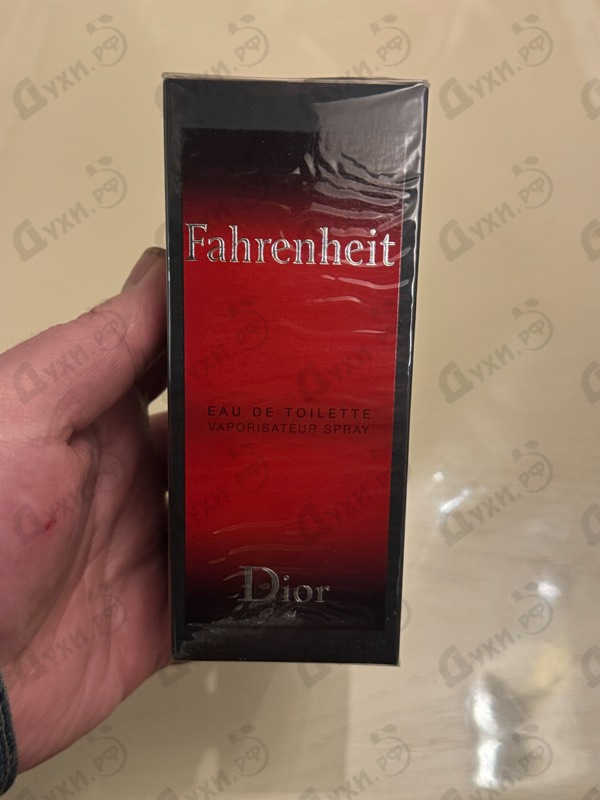 Fahrenheit
EAU DE TOILETTE
VAPORISATEUR SPRAY
Dior
Духи.рф